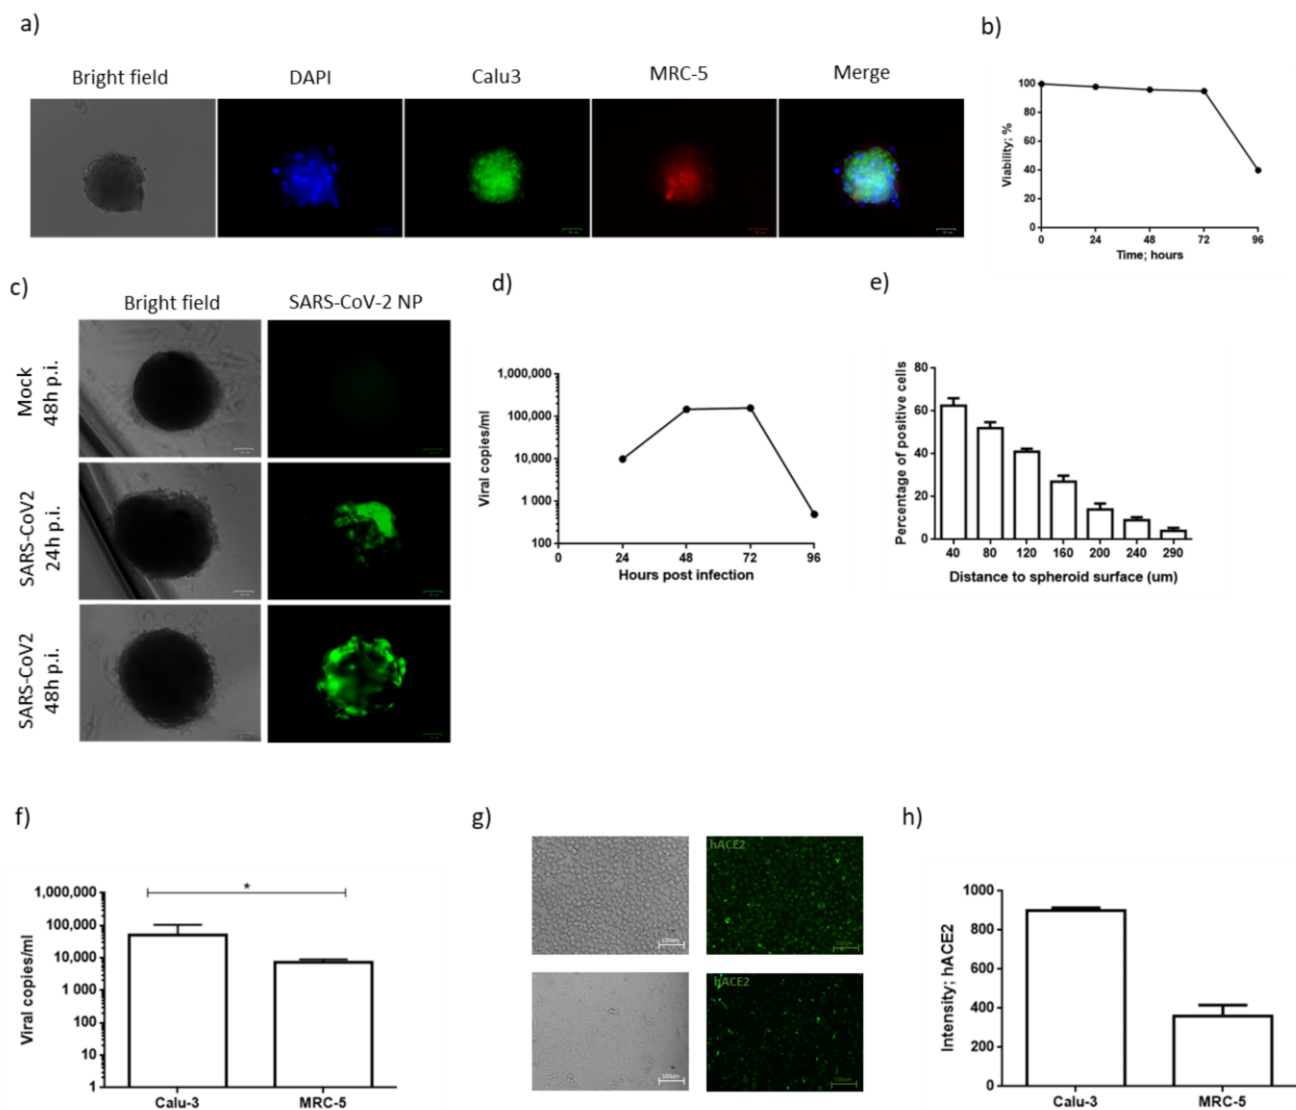 a)
Bright field
DAPI
Calu3
MRC-5
Merge
b)
100
80
60
40
20
0
Viability; %
0 24 48 72 96
Time; hours
c)
Bright field
SARS-CoV-2 NP
Mock
48h p.i.
SARS-CoV2
24h p.i.
SARS-CoV2
48h p.i.
d)
1,000,000
100,000
10,000
1 000
100
Viral copies/ml
0 24 48 72 96
Hours post infection
e)
80
60
40
20
0
Percentage of positive cells
40 80 120 160 200 240 290
Distance to spheroid surface (um)
f)
*
1,000,000
100,000
10,000
1 000
100
10
1
Viral copies/ml
Calu-3 MRC-5
g)
hACE2
100um
hACE2
100um
h)
1000
800
600
400
200
0
Intensity; hACE2
Calu-3 MRC-5